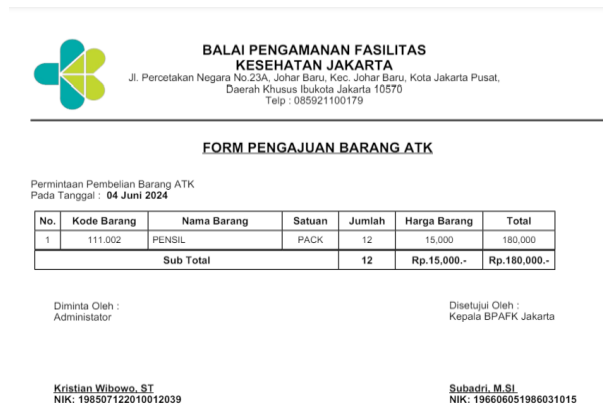 BALAI PENGAMANAN FASILITAS
KESEHATAN JAKARTA
Jl. Percetakan Negara No.23A, Johar Baru, Kec. Johar Baru, Kota Jakarta Pusat,
Daerah Khusus Ibukota Jakarta 10570
Telp : 085921100179
FORM PENGAJUAN BARANG ATK
Permintaan Pembelian Barang ATK
Pada Tanggal : 04 Juni 2024
No. Kode Barang Nama Barang Satuan Jumlah Harga Barang Total
1 111.002 PENSIL PACK 12 15,000 180,000
Sub Total 12 Rp.15,000.- Rp.180,000.-
Diminta Oleh : Disetujui Oleh :
Administator Kepala BPAFK Jakarta
Kristian Wibowo, ST Subadri, M.SI
NIK: 198507122010012039 NIK: 196606051986031015